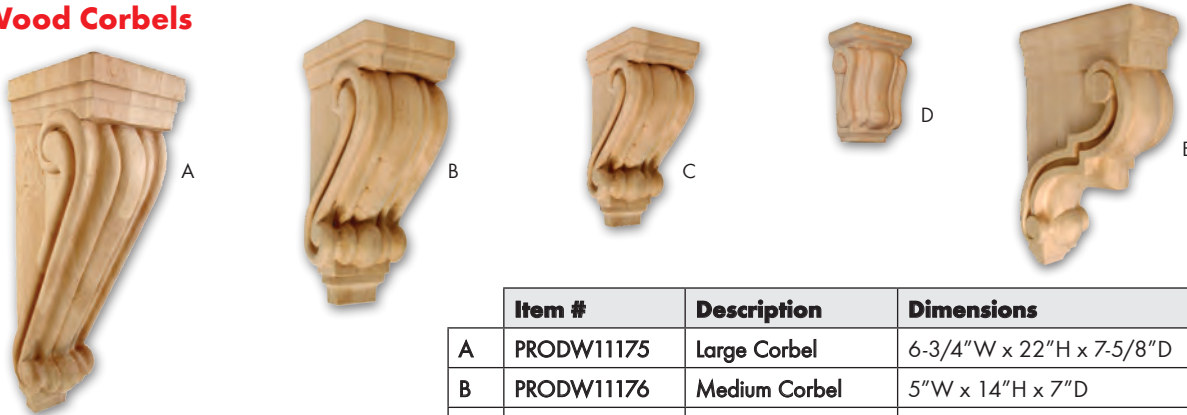 Wood Corbels
A
B
C
D
E
Item # Description Dimensions
A PRODW11175 Large Corbel 6-3/4”W x 22”H x 7-5/8”D
B PRODW11176 Medium Corbel 5”W x 14”H x 7”D